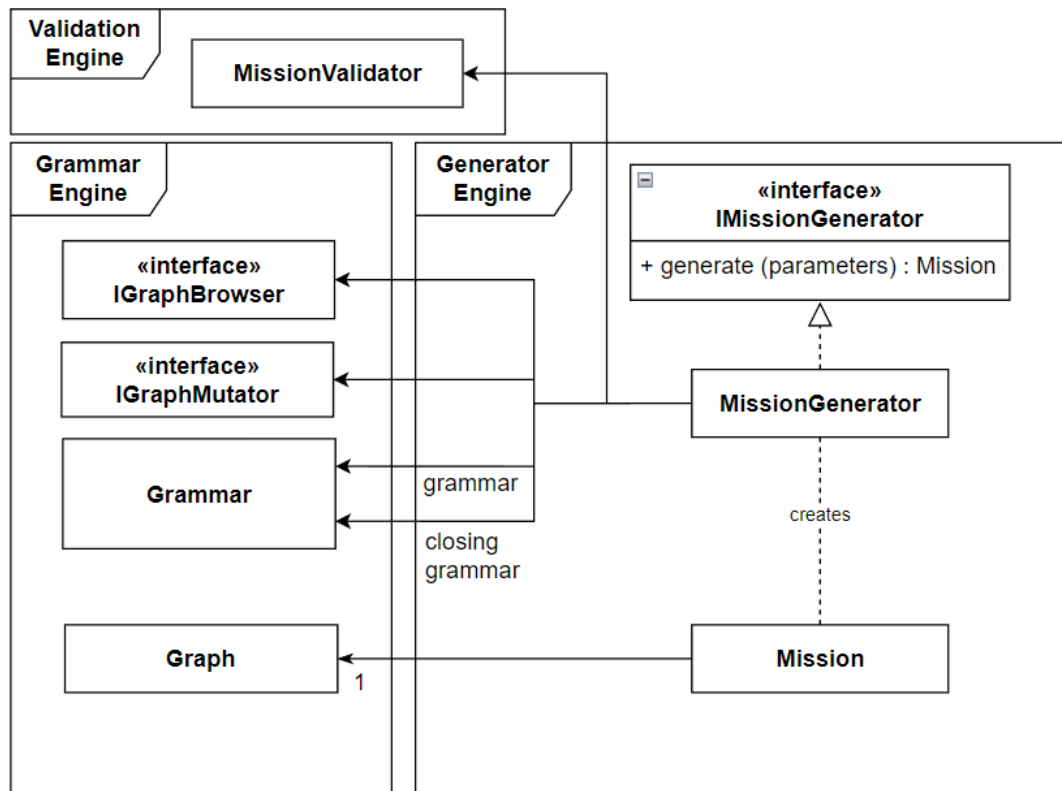 Validation
Engine
MissionValidator
Grammar
Engine
Generator
Engine
«interface»
IMissionGenerator
+ generate (parameters) : Mission
«interface»
IGraphBrowser
«interface»
IGraphMutator
MissionGenerator
Grammar
grammar
closing
grammar
creates
Graph
1
Mission